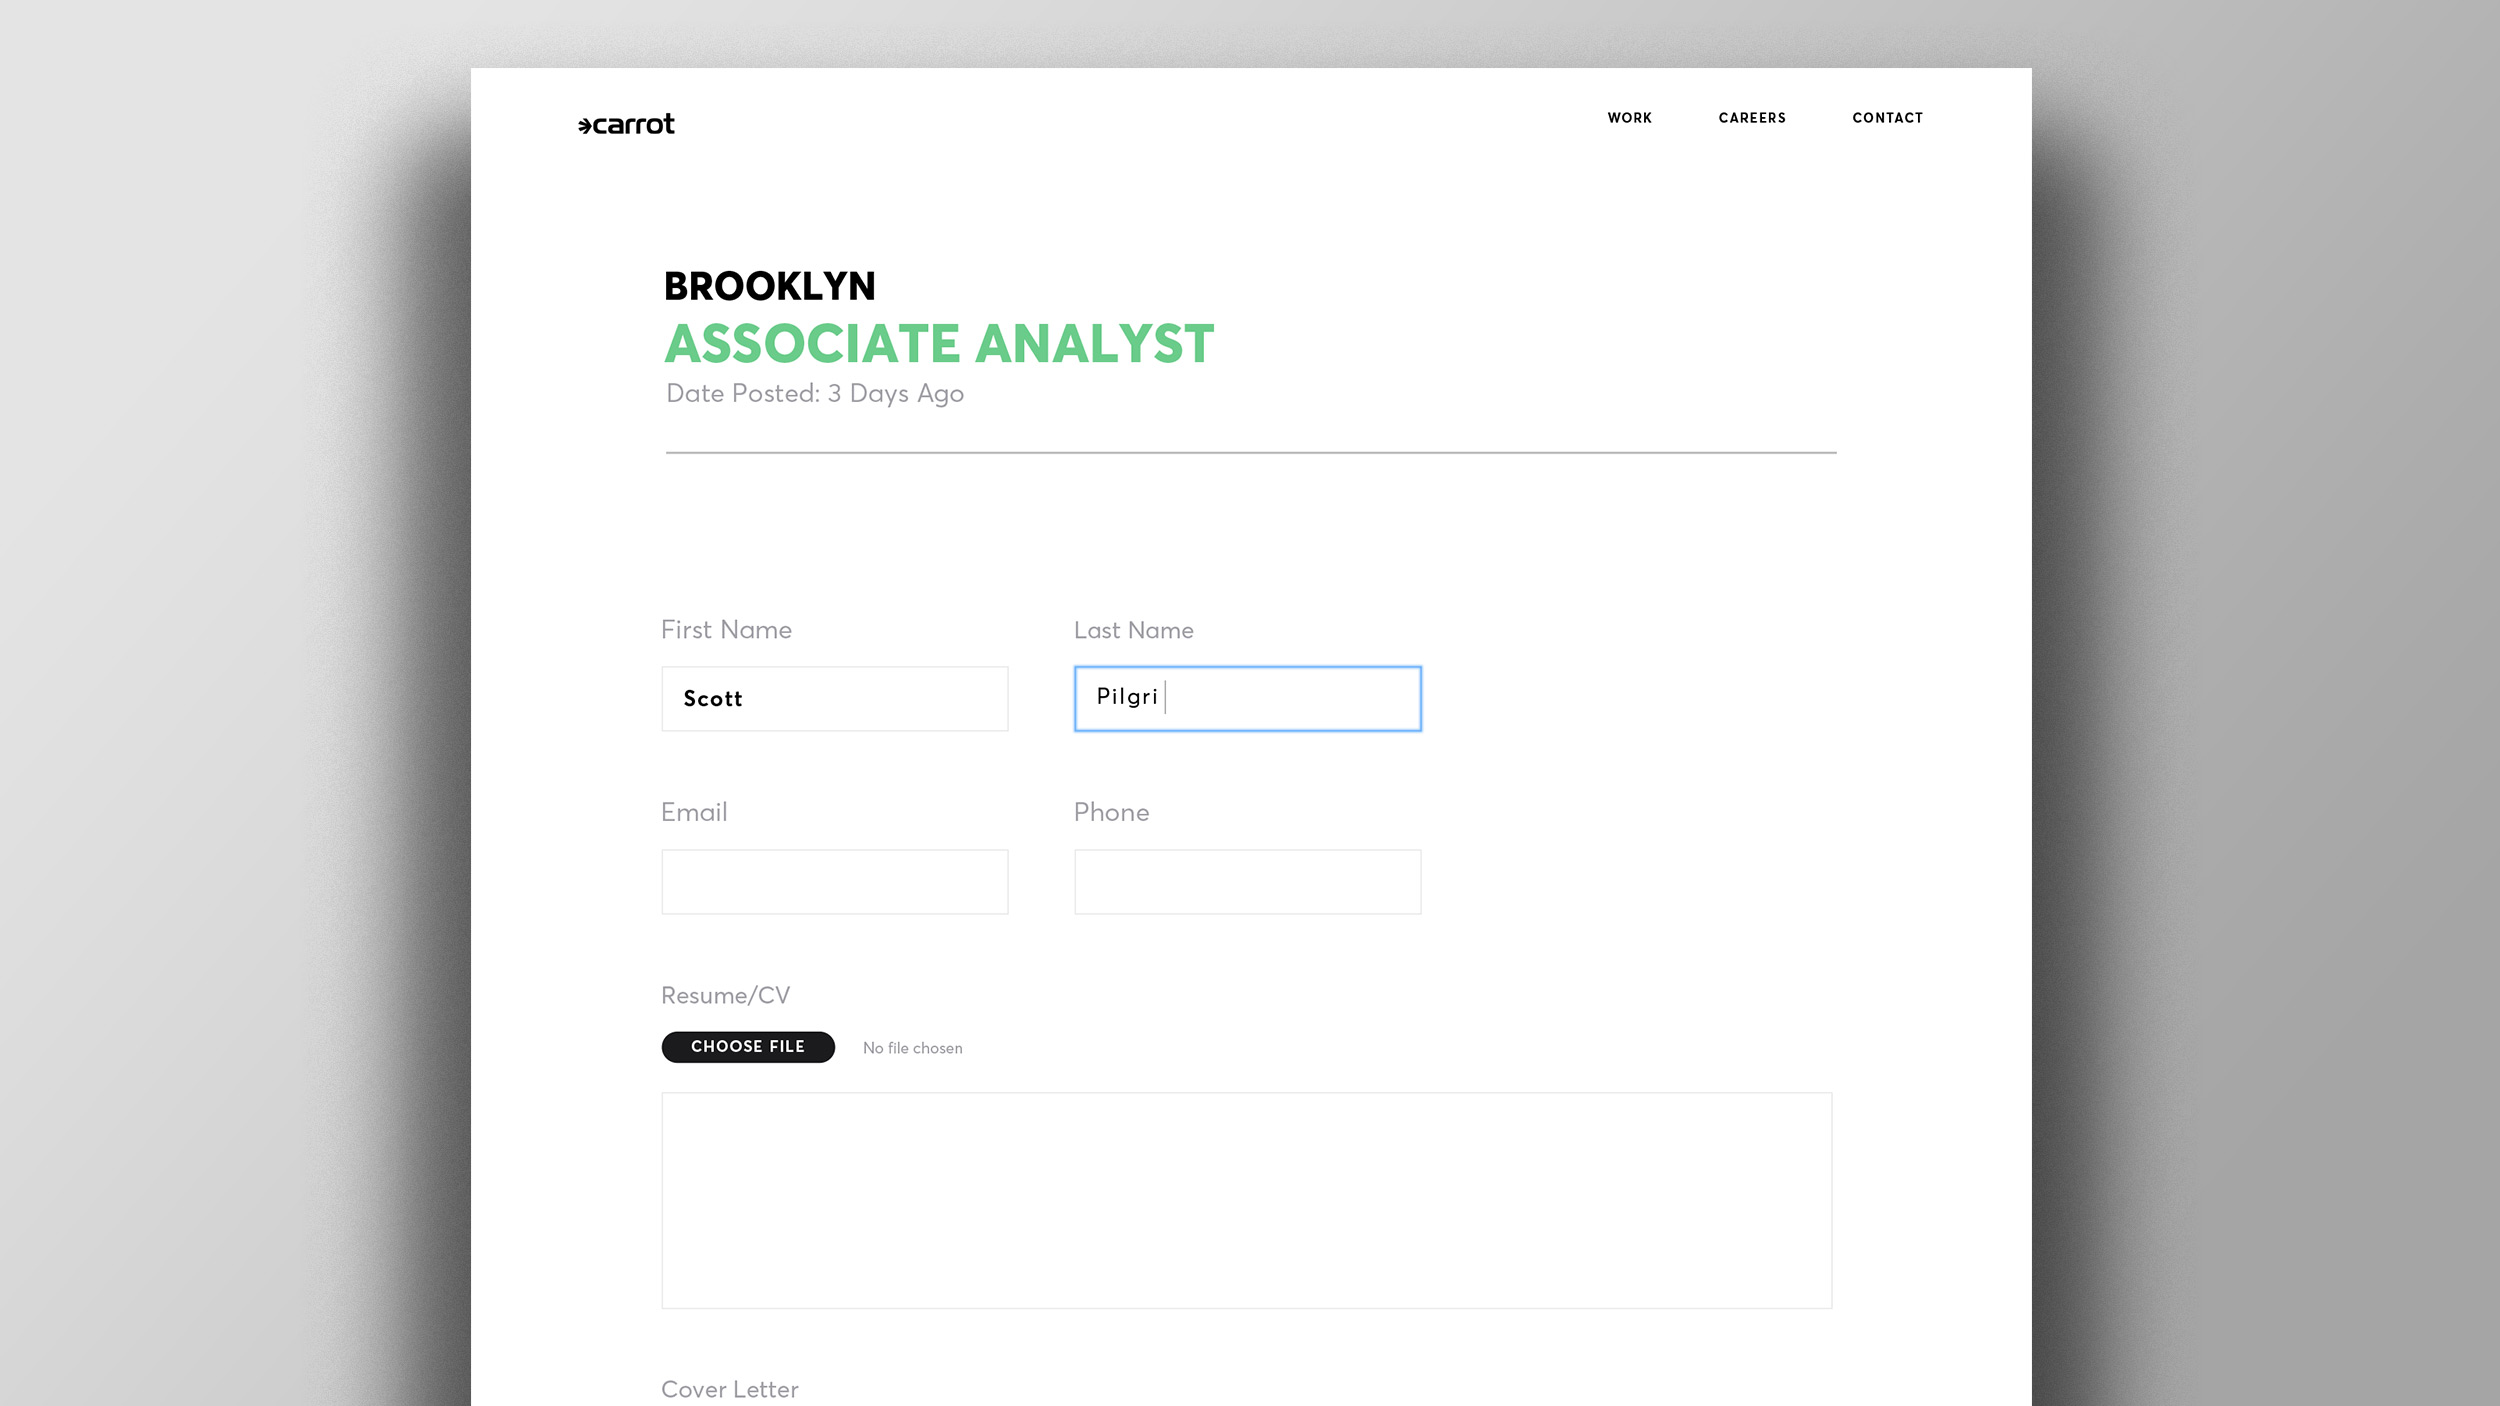 carrot
WORK CAREERS CONTACT
BROOKLYN
ASSOCIATE ANALYST
Date Posted: 3 Days Ago
First Name Last Name
Scott Pilgri
Email Phone
Resume/CV
CHOOSE FILE No file chosen
Cover Letter